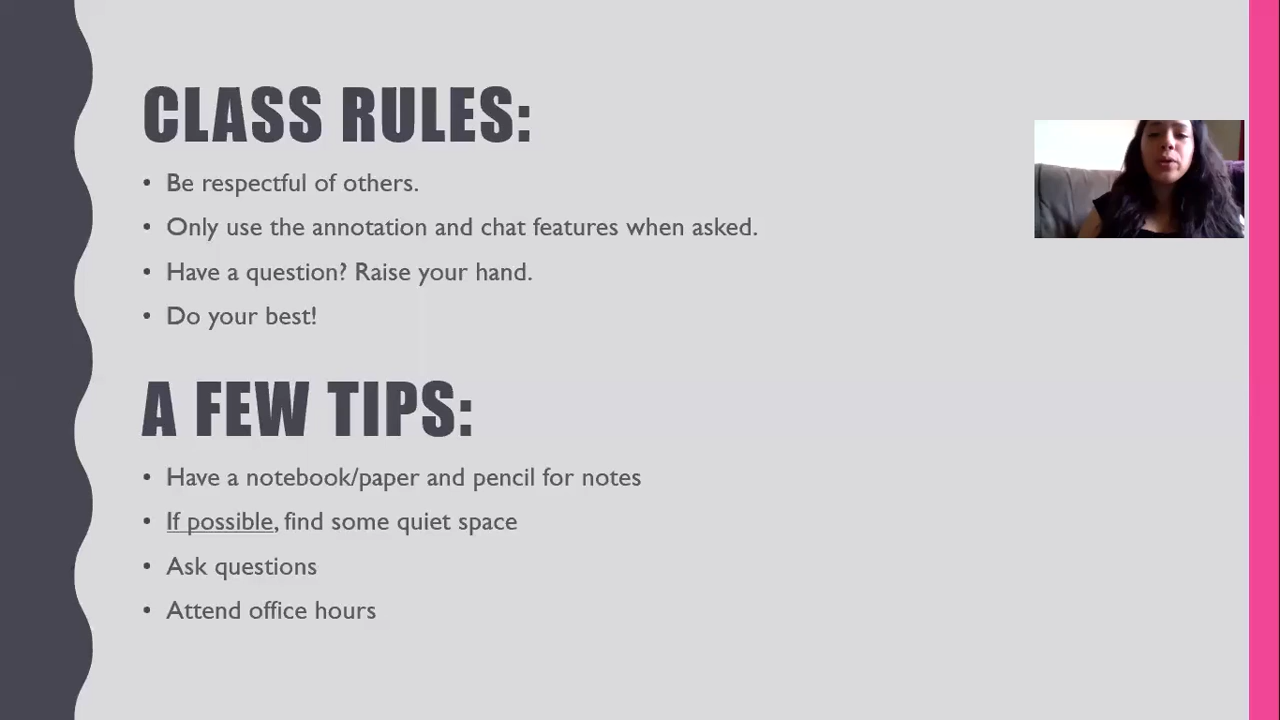 CLASS RULES:
• Be respectful of others.
• Only use the annotation and chat features when asked.
• Have a question? Raise your hand.
• Do your best!
A FEW TIPS:
• Have a notebook/paper and pencil for notes
• If possible, find some quiet space
• Ask questions
• Attend office hours